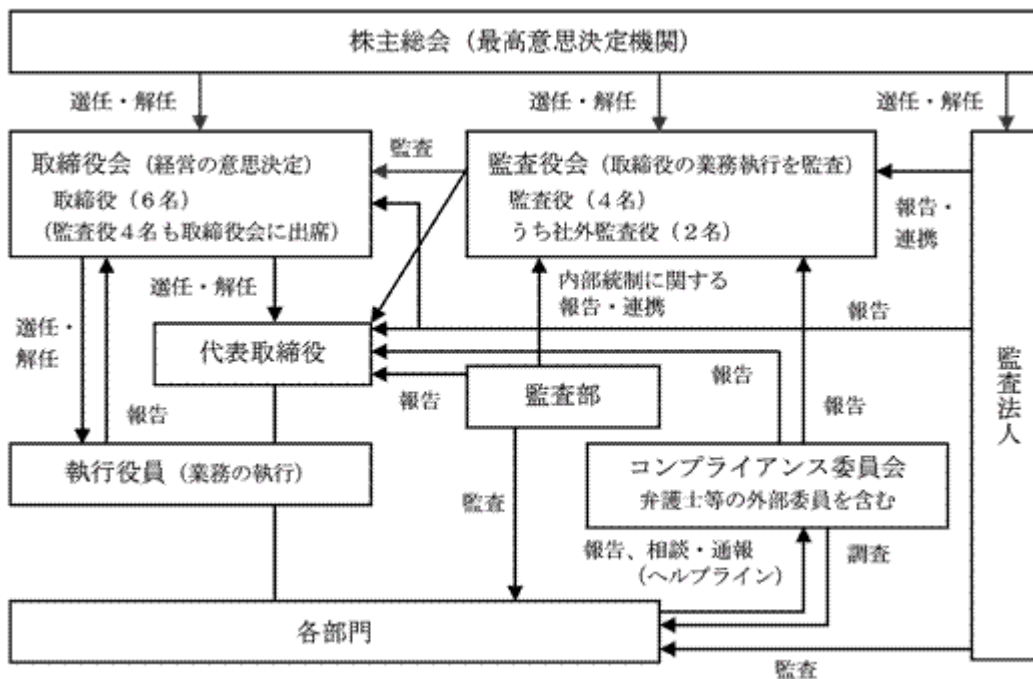 株主総会（最高意思決定機関）
選任・解任
選任・解任
選任・解任
取締役会（経営の意思決定）
取締役（６名）
（監査役４名も取締役会に出席）
監査
監査役会（取締役の業務執行を監査）
監査役（４名）
うち社外監査役（２名）
報告・
連携
選任・解任
内部統制に関する
報告・連携
選任・
解任
代表取締役
報告
監査法人
報告
監査部
報告
報告
報告
執行役員（業務の執行）
監査
コンプライアンス委員会
弁護士等の外部委員を含む
報告、相談・通報
（ヘルプライン）
調査
各部門
監査